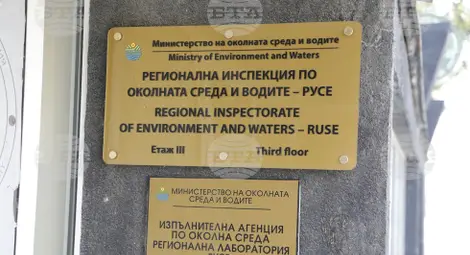 Министерство на околната среда и водите
Ministry of Environment and Waters
РЕГИОНАЛНА ИНСПЕКЦИЯ ПО
ОКОЛНАТА СРЕДА И ВОДИТЕ – РУСЕ
REGIONAL INSPECTORATE
OF ENVIRONMENT AND WATERS – RUSE
Етаж III Third floor
МИНИСТЕРСТВО НА ОКОЛНАТА
СРЕДА И ВОДИТЕ
ИЗПЪЛНИТЕЛНА АГЕНЦИЯ
ПО ОКОЛНА СРЕДА
РЕГИОНАЛНА ЛАБОРАТОРИЯ